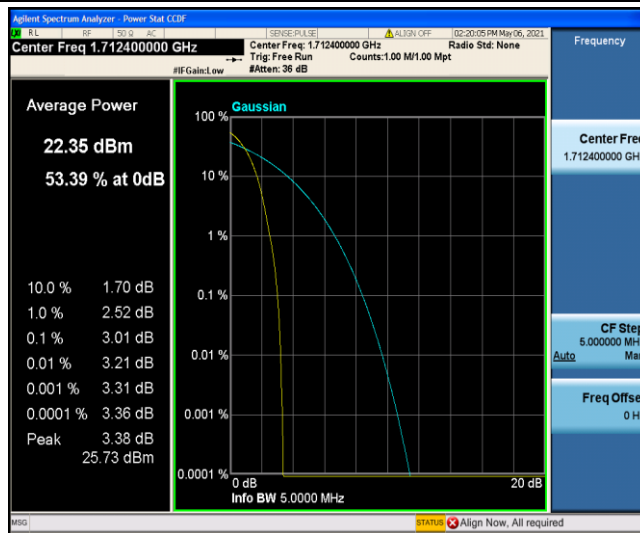 Agilent Spectrum Analyzer - Power Stat CCDF
RL RF 50 Ω AC SENSE:PULSE ALIGN OFF 02:20:05 PM May 06, 2021
Center Freq 1.712400000 GHz
Center Freq: 1.712400000 GHz Radio Std: None
Trig: Free Run Counts:1.00 M/1.00 Mpt
#IFGain:Low #Atten: 36 dB
Frequency
Average Power
22.35 dBm
53.39 % at 0dB
10.0 % 1.70 dB
1.0 % 2.52 dB
0.1 % 3.01 dB
0.01 % 3.21 dB
0.001 % 3.31 dB
0.0001 % 3.36 dB
Peak 3.38 dB
25.73 dBm
Gaussian
100 %
10 %
1 %
0.1 %
0.01 %
0.001 %
0.0001 %
0 dB 20 dB
Info BW 5.0000 MHz
Center Fre
1.712400000 GH
CF Step
5.000000 MH
Auto Ma
Freq Offse
0 H
MSG STATUS Align Now, All required